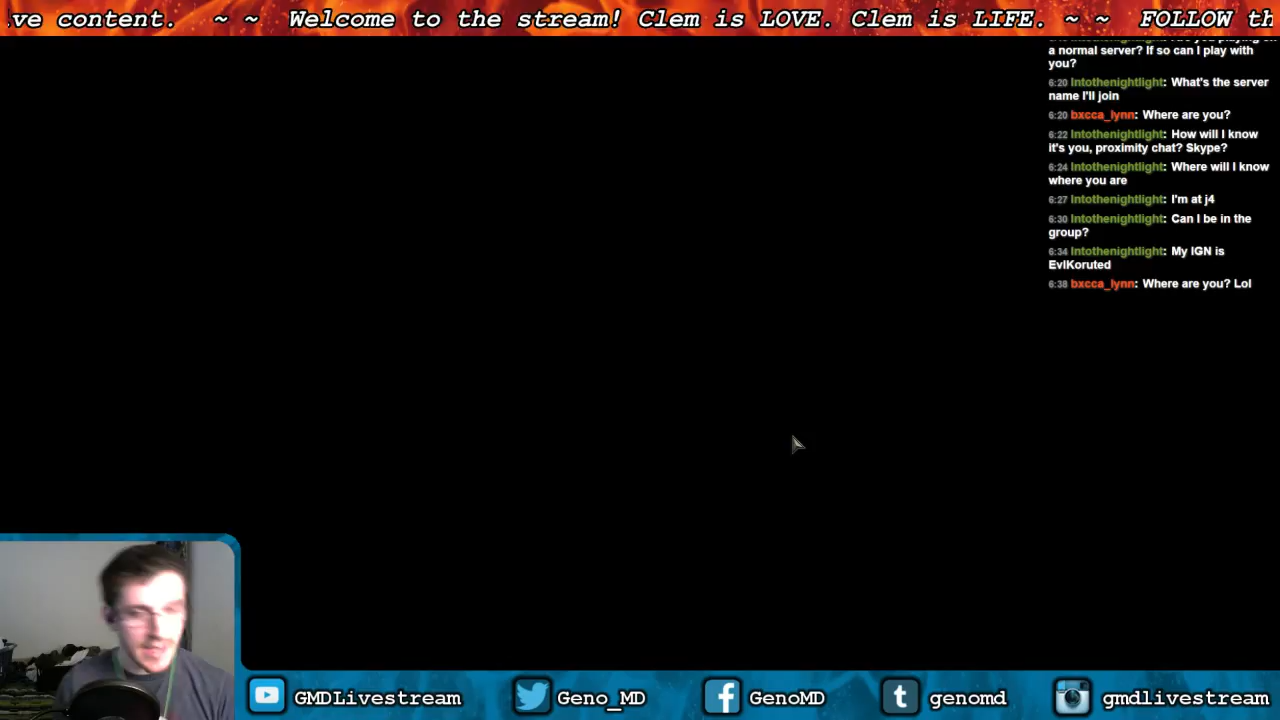 ve content. ~ ~ Welcome to the stream! Clem is LOVE. Clem is LIFE. ~ ~ FOLLOW th
a normal server? If so can I play with
you?
6:20 Intothenightlight: What's the server
name I'll join
6:20 bxcca_lynn: Where are you?
6:22 Intothenightlight: How will I know
it's you, proximity chat? Skype?
6:24 Intothenightlight: Where will I know
where you are
6:27 Intothenightlight: I'm at j4
6:30 Intothenightlight: Can I be in the
group?
6:34 Intothenightlight: My IGN is
EvlKoruted
6:38 bxcca_lynn: Where are you? Lol
GMDLivestream Geno_MD GenoMD genomd gmdlivestream